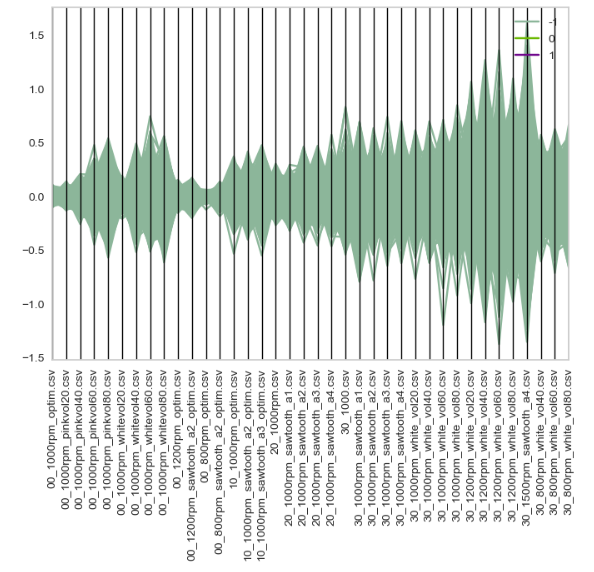 1.5
1.0
0.5
0.0
−0.5
−1.0
−1.5
-1
0
1
00_1000rpm_optim.csv
00_1000rpm_pinkvol20.csv
00_1000rpm_pinkvol40.csv
00_1000rpm_pinkvol60.csv
00_1000rpm_pinkvol80.csv
00_1000rpm_whitevol20.csv
00_1000rpm_whitevol40.csv
00_1000rpm_whitevol60.csv
00_1000rpm_whitevol80.csv
00_1200rpm_optim.csv
00_1200rpm_sawtooth_a2_optim.csv
00_800rpm_optim.csv
00_800rpm_sawtooth_a2_optim.csv
10_1000rpm_optim.csv
10_1000rpm_sawtooth_a2_optim.csv
10_1000rpm_sawtooth_a3_optim.csv
20_1000rpm.csv
20_1000rpm_sawtooth_a1.csv
20_1000rpm_sawtooth_a2.csv
20_1000rpm_sawtooth_a3.csv
20_1000rpm_sawtooth_a4.csv
30_1000.csv
30_1000rpm_sawtooth_a1.csv
30_1000rpm_sawtooth_a2.csv
30_1000rpm_sawtooth_a3.csv
30_1000rpm_sawtooth_a4.csv
30_1000rpm_white_vol20.csv
30_1000rpm_white_vol40.csv
30_1000rpm_white_vol60.csv
30_1000rpm_white_vol80.csv
30_1200rpm_white_vol20.csv
30_1200rpm_white_vol40.csv
30_1200rpm_white_vol60.csv
30_1200rpm_white_vol80.csv
30_1500rpm_sawtooth_a4.csv
30_800rpm_white_vol40.csv
30_800rpm_white_vol60.csv
30_800rpm_white_vol80.csv